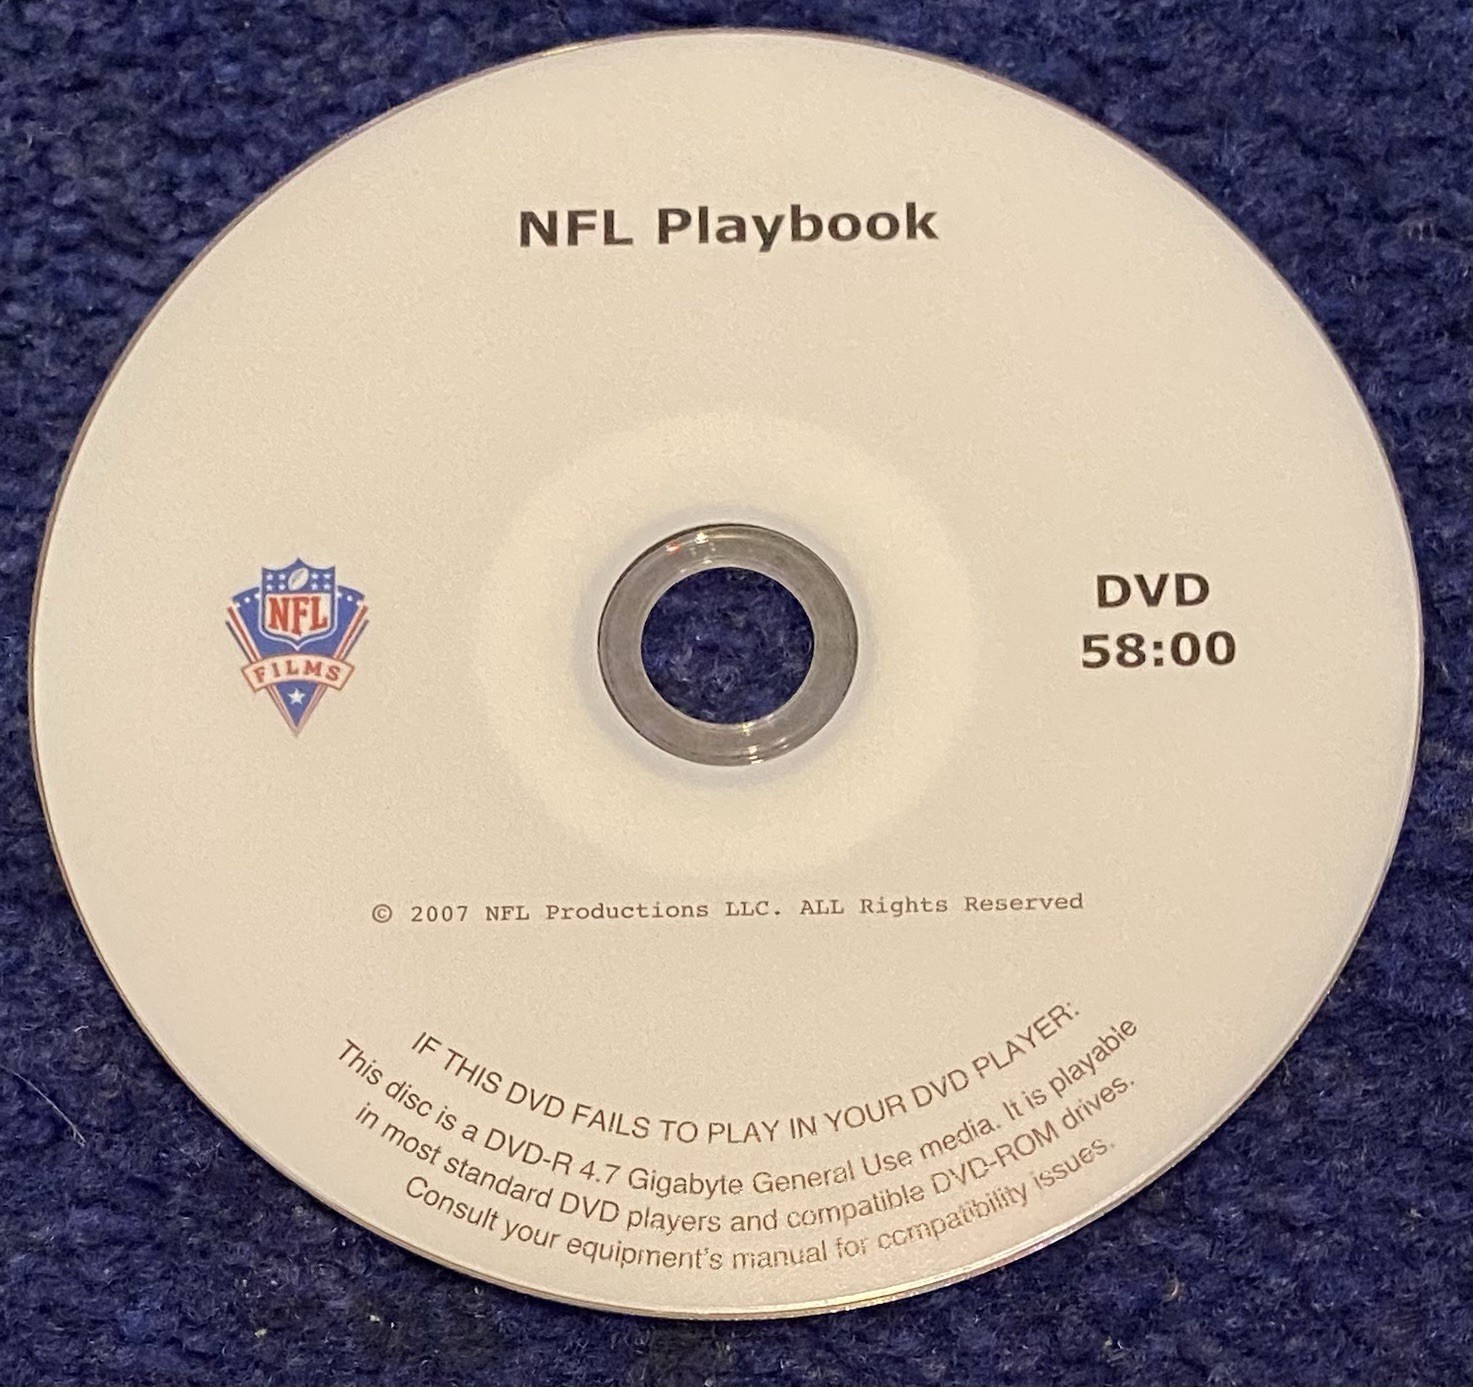 NFL Playbook
NFL
FILMS
DVD
58:00
© 2007 NFL Productions LLC. ALL Rights Reserved
IF THIS DVD FAILS TO PLAY IN YOUR DVD PLAYER:
This disc is a DVD-R 4.7 Gigabyte General Use media. It is playable
in most standard DVD players and compatible DVD-ROM drives.
Consult your equipment's manual for compatibility issues.